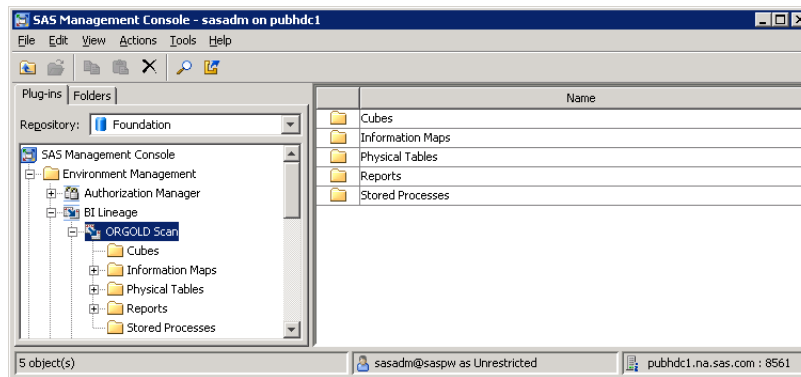 SAS Management Console - sasadm on pubhdc1
File Edit View Actions Tools Help
Plug-ins Folders
Repository: Foundation
SAS Management Console
Environment Management
Authorization Manager
BI Lineage
ORGOLD Scan
Cubes
Information Maps
Physical Tables
Reports
Stored Processes
Name
Cubes
Information Maps
Physical Tables
Reports
Stored Processes
5 object(s)
sasadm@saspw as Unrestricted
pubhdc1.na.sas.com : 8561